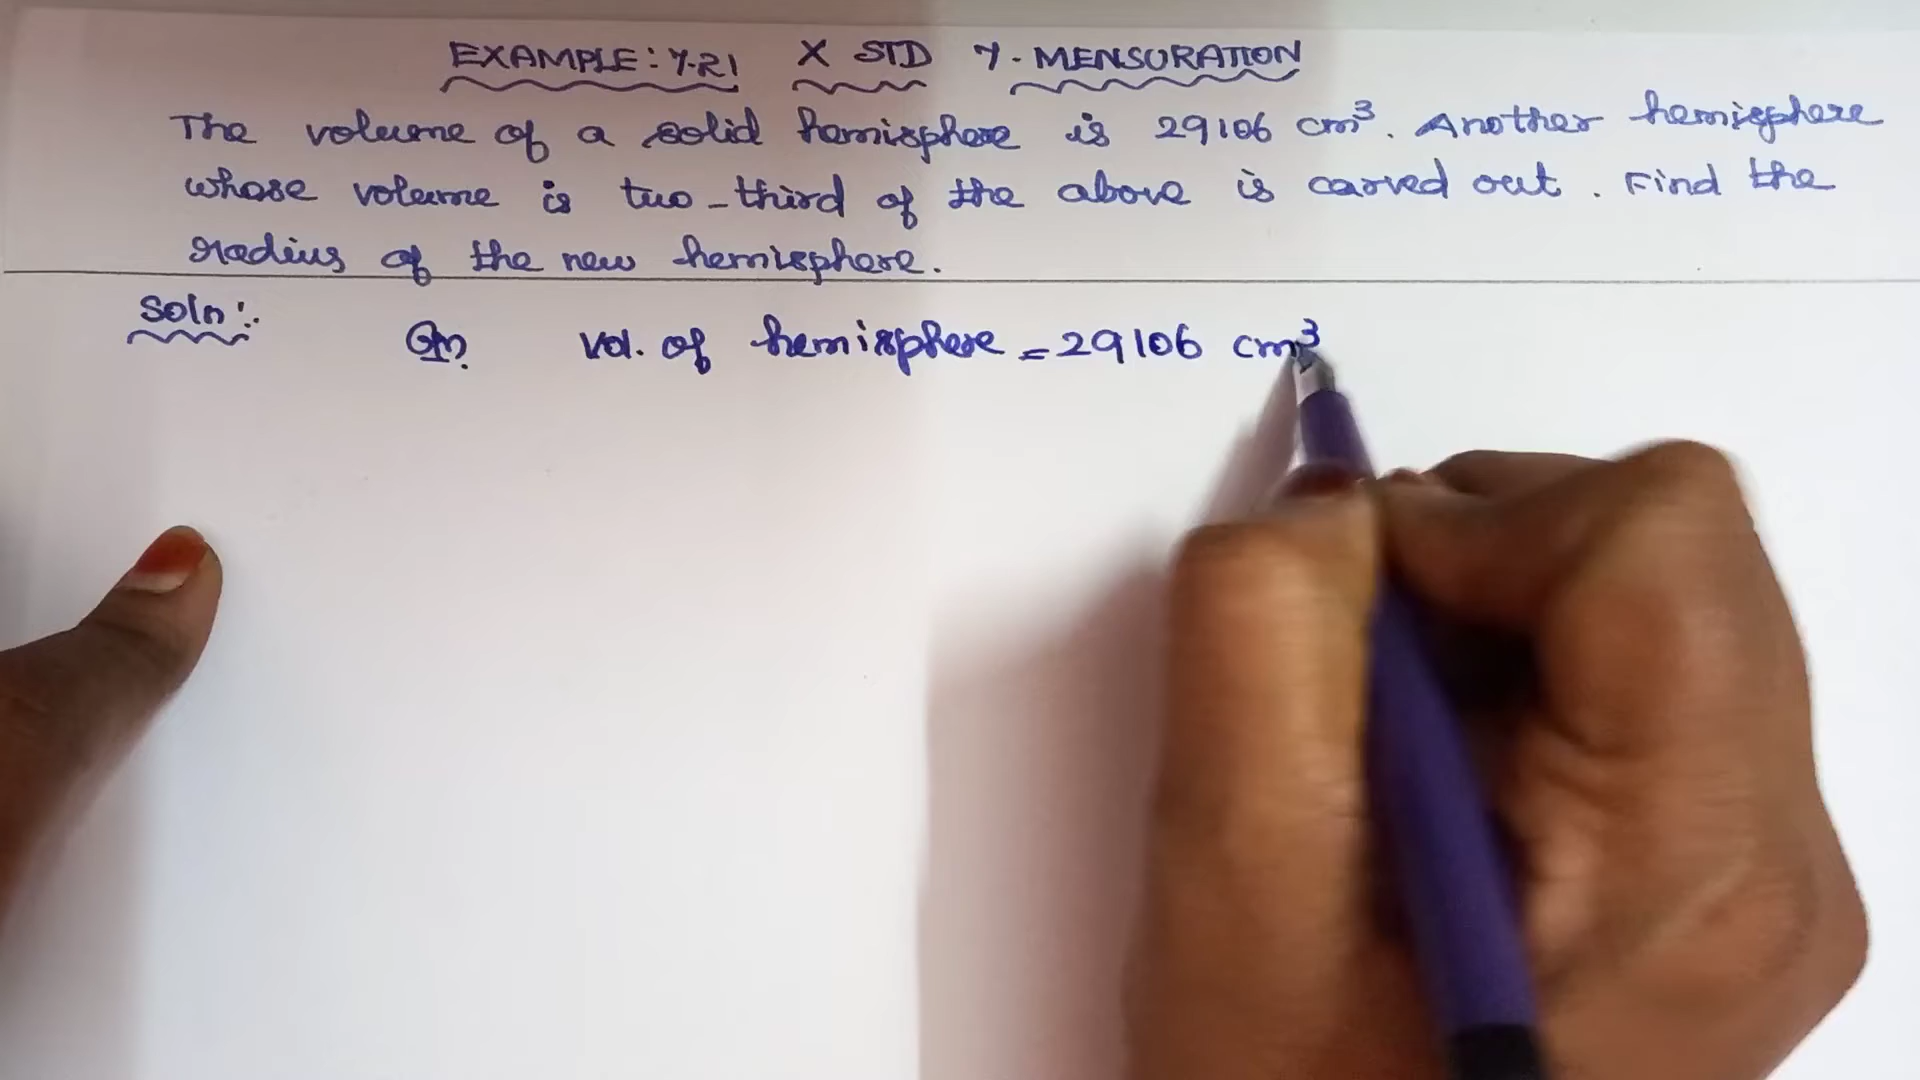 EXAMPLE: 7.21 X STD 7. MENSURATION
The volume of a solid hemisphere is 29106 cm³. Another hemisphere
whose volume is two-third of the above is carved out. Find the
radius of the new hemisphere.
Soln:
Gn. Vol. of hemisphere = 29106 cm³